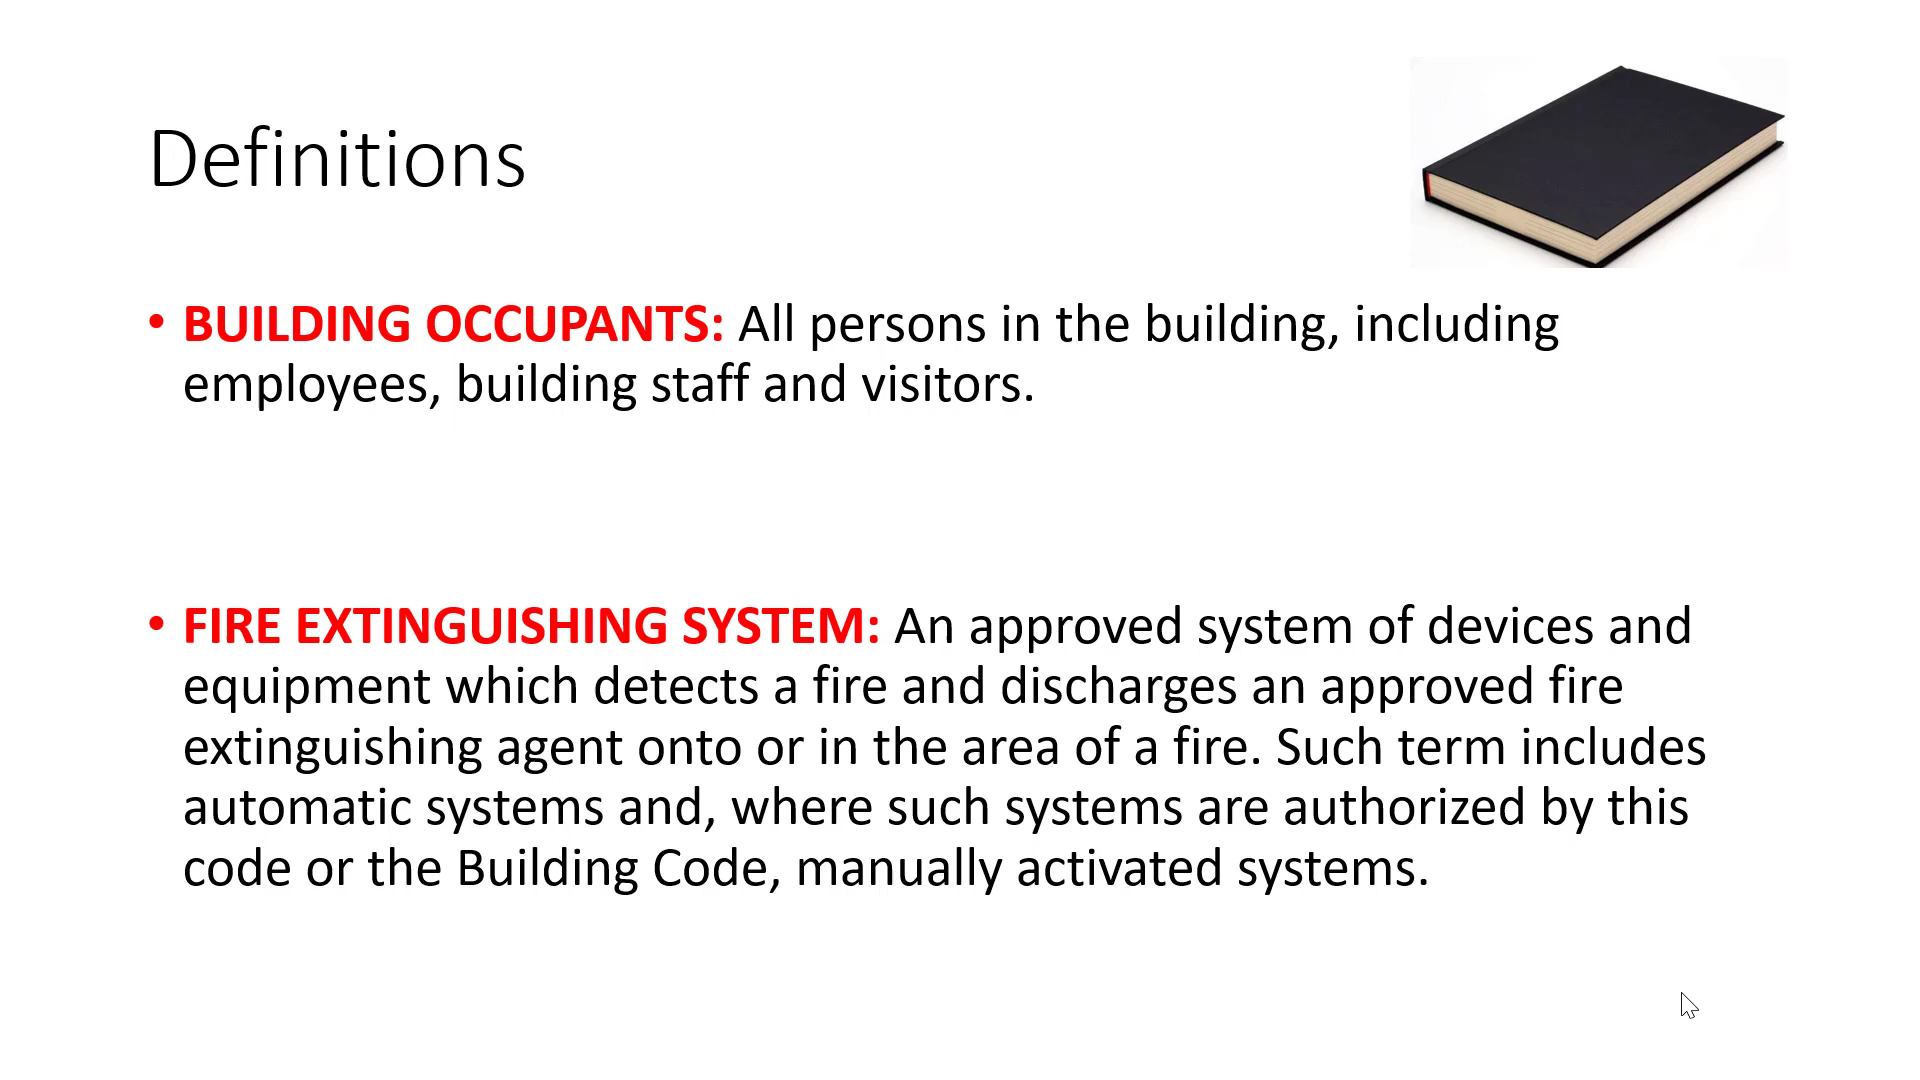 Definitions
• BUILDING OCCUPANTS: All persons in the building, including
employees, building staff and visitors.
• FIRE EXTINGUISHING SYSTEM: An approved system of devices and
equipment which detects a fire and discharges an approved fire
extinguishing agent onto or in the area of a fire. Such term includes
automatic systems and, where such systems are authorized by this
code or the Building Code, manually activated systems.